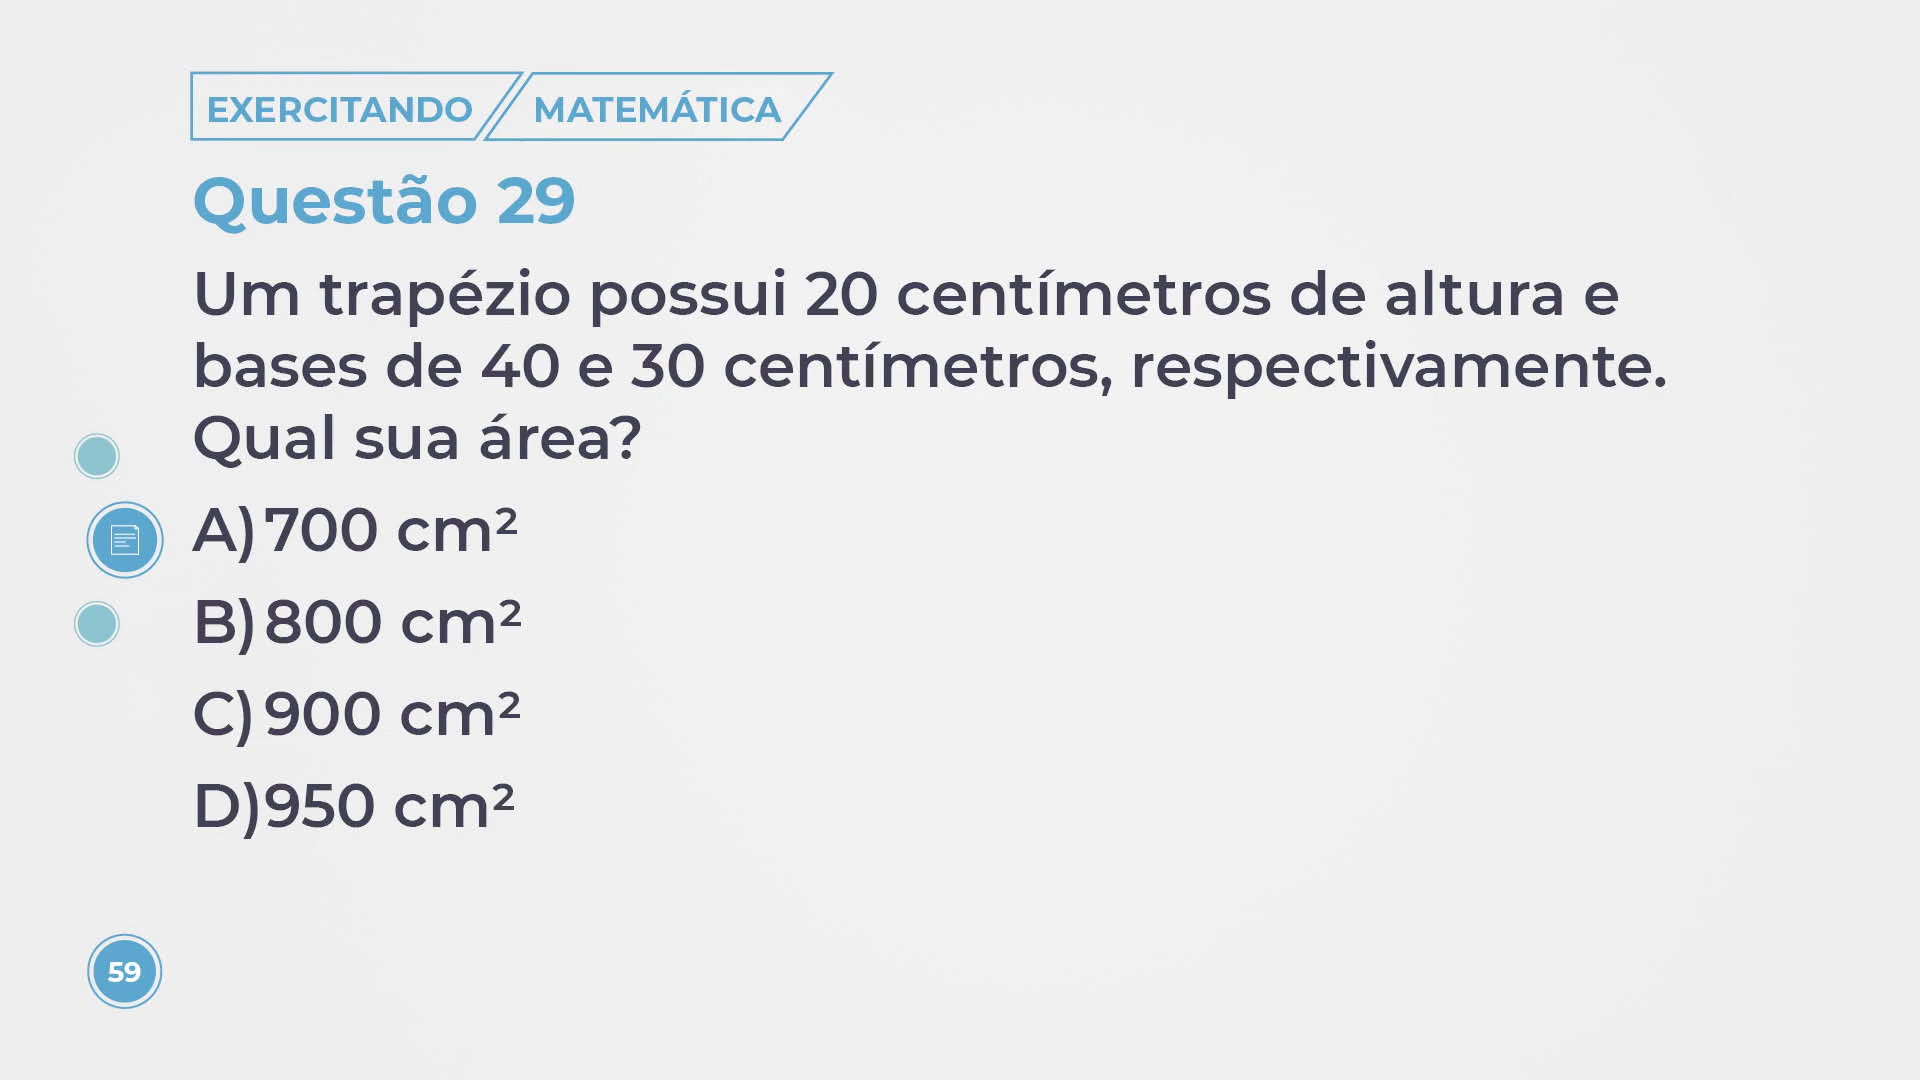 EXERCITANDO MATEMÁTICA
Questão 29
Um trapézio possui 20 centímetros de altura e
bases de 40 e 30 centímetros, respectivamente.
Qual sua área?
A) 700 cm²
B) 800 cm²
C) 900 cm²
D) 950 cm²
59